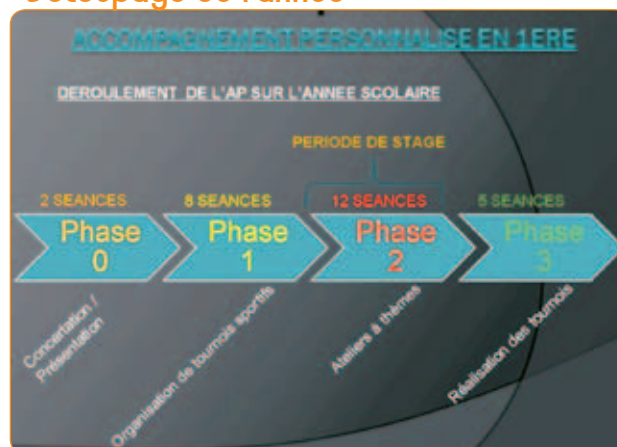 Découpage de l'année
ACCOMPAGNEMENT PERSONNALISE EN 1ERE
DEROULEMENT DE L'AP SUR L'ANNEE SCOLAIRE
PERIODE DE STAGE
2 SEANCES
8 SEANCES
12 SEANCES
5 SEANCES
Phase
0
Phase
1
Phase
2
Phase
3
Concertation /
Présentation
Organisation de tournois sportifs
Ateliers à thèmes
Réalisation des tournois